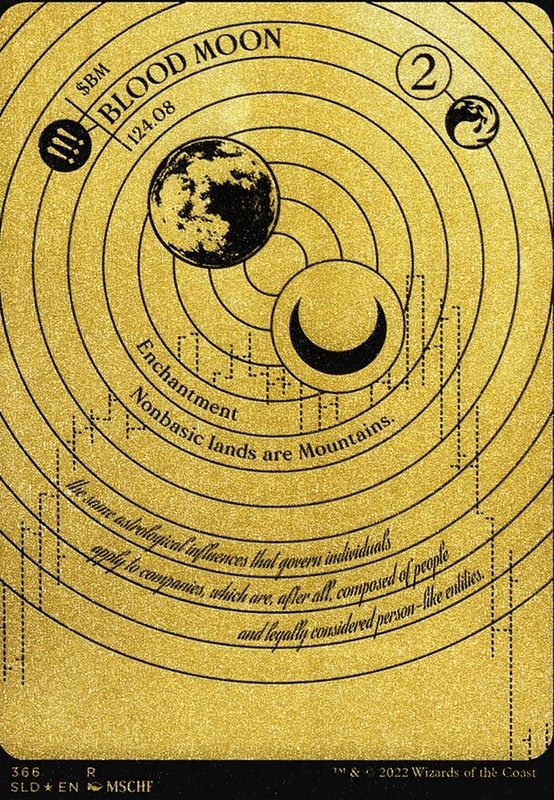 $BM
BLOOD MOON
124.08
2
Enchantment
Nonbasic lands are Mountains.
the same astrological influences that govern individuals
apply to companies, which are, after all, composed of people
and legally considered person-like entities.
366 R
SLD★EN MSCHF
™ & © 2022 Wizards of the Coast